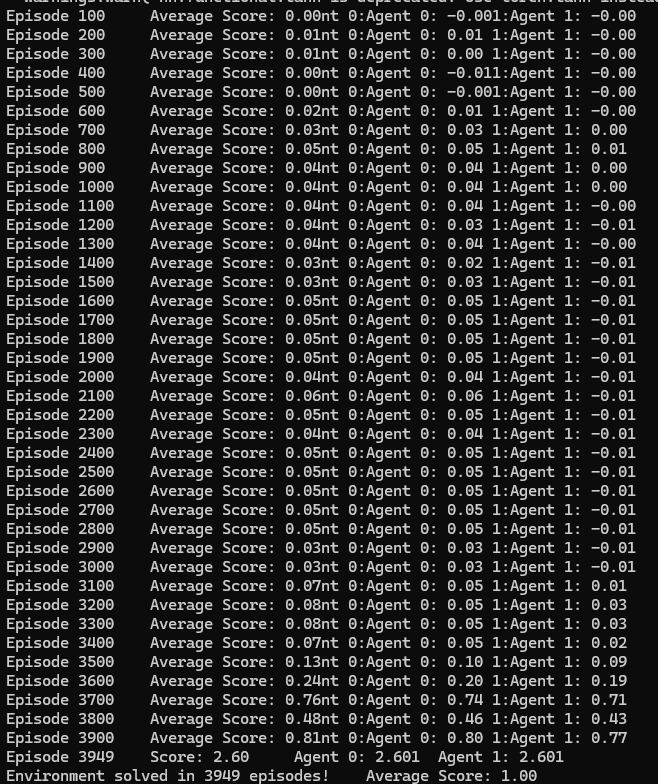 Episode 100 Average Score: 0.00nt 0:Agent 0: -0.001:Agent 1: -0.00
Episode 200 Average Score: 0.01nt 0:Agent 0: 0.01 1:Agent 1: -0.00
Episode 300 Average Score: 0.01nt 0:Agent 0: 0.00 1:Agent 1: -0.00
Episode 400 Average Score: 0.00nt 0:Agent 0: -0.011:Agent 1: -0.00
Episode 500 Average Score: 0.00nt 0:Agent 0: -0.001:Agent 1: -0.00
Episode 600 Average Score: 0.02nt 0:Agent 0: 0.01 1:Agent 1: -0.00
Episode 700 Average Score: 0.03nt 0:Agent 0: 0.03 1:Agent 1: 0.00
Episode 800 Average Score: 0.05nt 0:Agent 0: 0.05 1:Agent 1: 0.01
Episode 900 Average Score: 0.04nt 0:Agent 0: 0.04 1:Agent 1: 0.00
Episode 1000 Average Score: 0.04nt 0:Agent 0: 0.04 1:Agent 1: 0.00
Episode 1100 Average Score: 0.04nt 0:Agent 0: 0.04 1:Agent 1: -0.00
Episode 1200 Average Score: 0.04nt 0:Agent 0: 0.03 1:Agent 1: -0.01
Episode 1300 Average Score: 0.04nt 0:Agent 0: 0.04 1:Agent 1: -0.00
Episode 1400 Average Score: 0.03nt 0:Agent 0: 0.02 1:Agent 1: -0.01
Episode 1500 Average Score: 0.03nt 0:Agent 0: 0.03 1:Agent 1: -0.01
Episode 1600 Average Score: 0.05nt 0:Agent 0: 0.05 1:Agent 1: -0.01
Episode 1700 Average Score: 0.05nt 0:Agent 0: 0.05 1:Agent 1: -0.01
Episode 1800 Average Score: 0.05nt 0:Agent 0: 0.05 1:Agent 1: -0.01
Episode 1900 Average Score: 0.05nt 0:Agent 0: 0.05 1:Agent 1: -0.01
Episode 2000 Average Score: 0.04nt 0:Agent 0: 0.04 1:Agent 1: -0.01
Episode 2100 Average Score: 0.06nt 0:Agent 0: 0.06 1:Agent 1: -0.01
Episode 2200 Average Score: 0.05nt 0:Agent 0: 0.05 1:Agent 1: -0.01
Episode 2300 Average Score: 0.04nt 0:Agent 0: 0.04 1:Agent 1: -0.01
Episode 2400 Average Score: 0.05nt 0:Agent 0: 0.05 1:Agent 1: -0.01
Episode 2500 Average Score: 0.05nt 0:Agent 0: 0.05 1:Agent 1: -0.01
Episode 2600 Average Score: 0.05nt 0:Agent 0: 0.05 1:Agent 1: -0.01
Episode 2700 Average Score: 0.05nt 0:Agent 0: 0.05 1:Agent 1: -0.01
Episode 2800 Average Score: 0.05nt 0:Agent 0: 0.05 1:Agent 1: -0.01
Episode 2900 Average Score: 0.03nt 0:Agent 0: 0.03 1:Agent 1: -0.01
Episode 3000 Average Score: 0.03nt 0:Agent 0: 0.03 1:Agent 1: -0.01
Episode 3100 Average Score: 0.07nt 0:Agent 0: 0.05 1:Agent 1: 0.01
Episode 3200 Average Score: 0.08nt 0:Agent 0: 0.05 1:Agent 1: 0.03
Episode 3300 Average Score: 0.08nt 0:Agent 0: 0.05 1:Agent 1: 0.03
Episode 3400 Average Score: 0.07nt 0:Agent 0: 0.05 1:Agent 1: 0.02
Episode 3500 Average Score: 0.13nt 0:Agent 0: 0.10 1:Agent 1: 0.09
Episode 3600 Average Score: 0.24nt 0:Agent 0: 0.20 1:Agent 1: 0.19
Episode 3700 Average Score: 0.76nt 0:Agent 0: 0.74 1:Agent 1: 0.71
Episode 3800 Average Score: 0.48nt 0:Agent 0: 0.46 1:Agent 1: 0.43
Episode 3900 Average Score: 0.81nt 0:Agent 0: 0.80 1:Agent 1: 0.77
Episode 3949 Score: 2.60 Agent 0: 2.601 Agent 1: 2.601
Environment solved in 3949 episodes! Average Score: 1.00